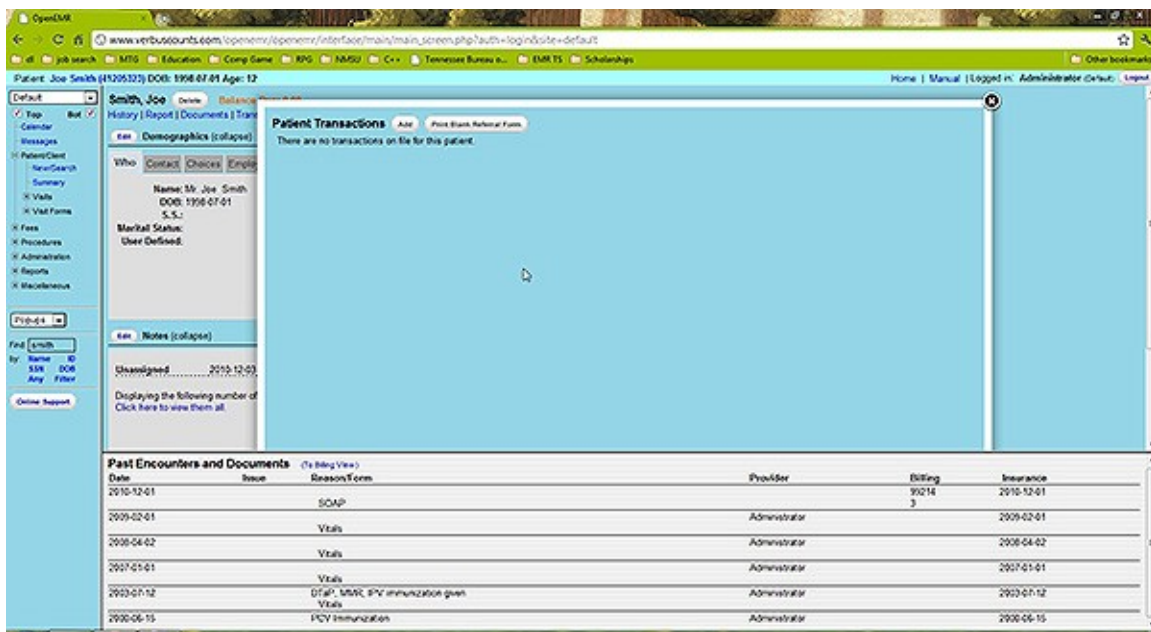 OpenEMR
www.verbusjounts.com/openemr/openemr/interface/main/main_screen.php?auth=login&site=default
dl job search MTG Education Comp Game RPG NMSU C++ Tennessee Bureau o... EMR TS Scholarships Other bookmarks
Patient: Joe Smith (41205323) DOB: 1998-07-01 Age: 12 Home | Manual | Logged in: Administrator (Default) Logout
Default
Top Bot
Calendar
Messages
Patient/Client
New/Search
Summary
Visits
Visit Forms
Fees
Procedures
Administration
Reports
Miscellaneous
Popups
Find: smith
by: Name ID
SSN DOB
Any Filter
Online Support
Smith, Joe Delete Balance
History | Report | Documents | Tran
Edit Demographics (collapse)
Who Contact Choices Employ
Name: Mr. Joe Smith
DOB: 1998-07-01
S.S.:
Marital Status:
User Defined:
Edit Notes (collapse)
Unassigned 2010-12-03
Displaying the following number of
Click here to view them all.
Patient Transactions Add Print Blank Referral Form
There are no transactions on file for this patient.
Past Encounters and Documents (To Billing View)
Date Issue Reason/Form Provider Billing Insurance
2010-12-01 99214 2010-12-01
SOAP 3
2009-02-01 Administrator 2009-02-01
Vitals
2008-04-02 Administrator 2008-04-02
Vitals
2007-01-01 Administrator 2007-01-01
Vitals
2003-07-12 DTaP, MMR, IPV immunization given Administrator 2003-07-12
Vitals
2000-06-15 PCV Immunization Administrator 2000-06-15